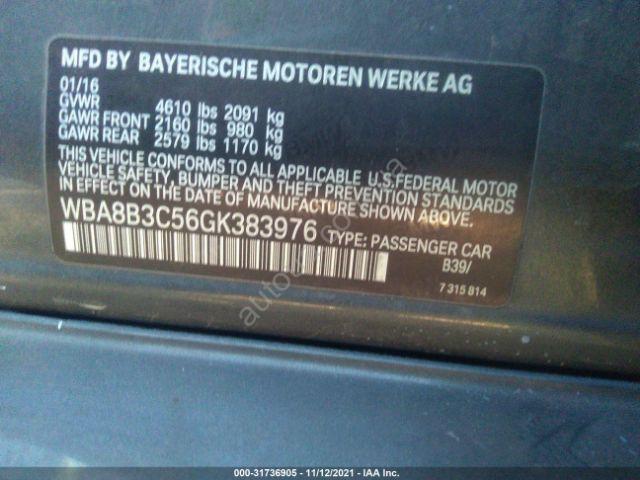 MFD BY BAYERISCHE MOTOREN WERKE AG
01/16
GVWR 4610 lbs 2091 kg
GAWR FRONT 2160 lbs 980 kg
GAWR REAR 2579 lbs 1170 kg
THIS VEHICLE CONFORMS TO ALL APPLICABLE U.S.FEDERAL MOTOR
VEHICLE SAFETY, BUMPER AND THEFT PREVENTION STANDARDS
IN EFFECT ON THE DATE OF MANUFACTURE SHOWN ABOVE.
WBA8B3C56GK383976 TYPE: PASSENGER CAR
B39/
7 315 814
000-31736905 - 11/12/2021 - IAA Inc.